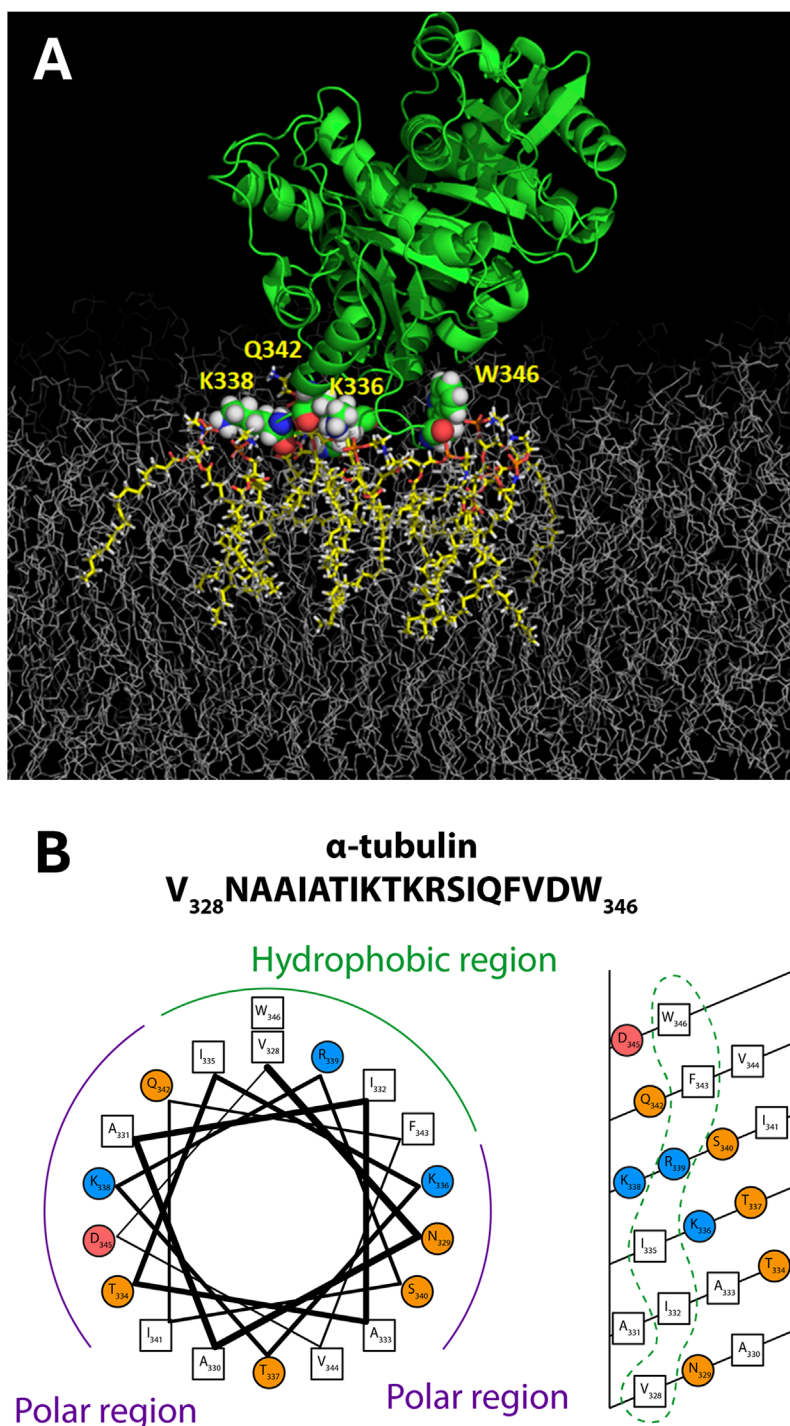 A
Q342
K338
K336
W346
B
α-tubulin
V328NAAIATIKTKRSIQFVDW346
Hydrophobic region
W346
V328
I335
R339
Q342
I332
A331
F343
K338
K336
D345
N329
T334
S340
I341
A333
A330
V344
T337
Polar region
Polar region
W346
D345
V344
F343
Q342
I341
S340
R339
K338
T337
K336
I335
T334
A333
I332
A331
A330
N329
V328